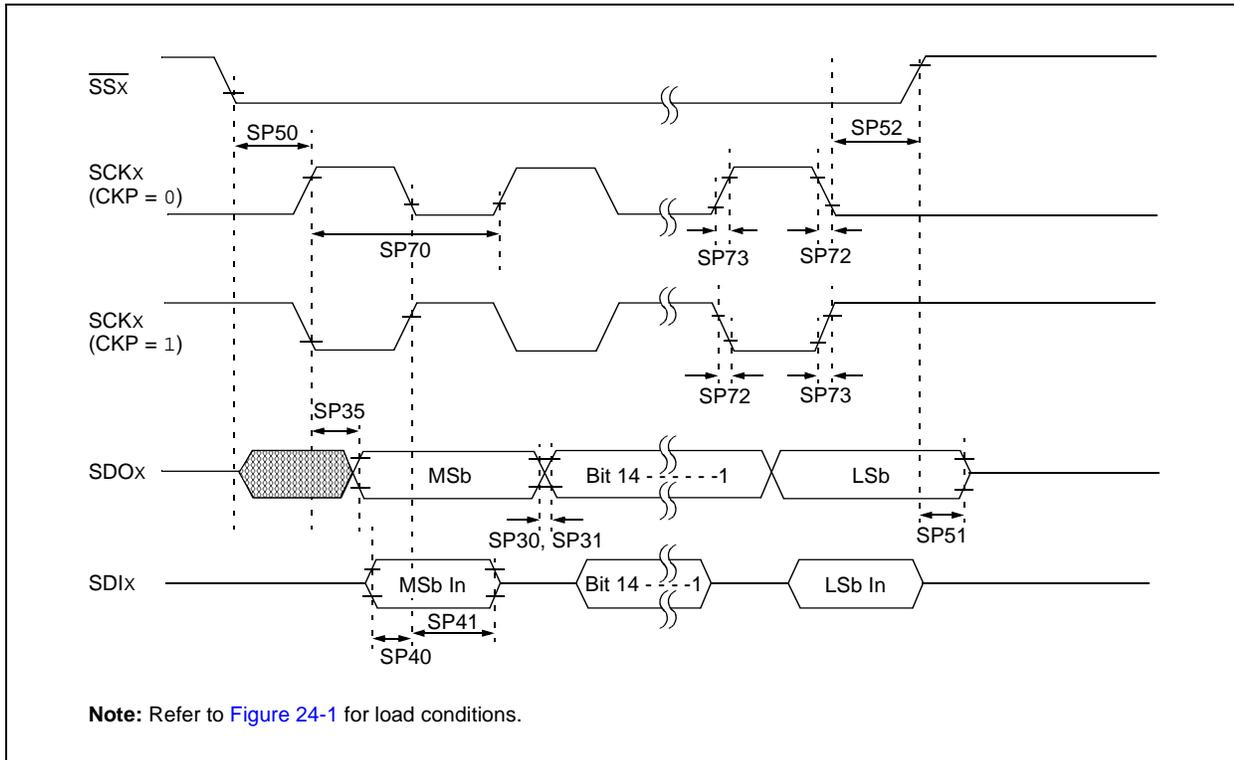 SSx
SP50
SP52
SCKx
(CKP = 0)
SP70
SP73
SP72
SCKx
(CKP = 1)
SP72
SP73
SP35
SDOx
MSb
Bit 14 - - - - - -1
LSb
SP30, SP31
SP51
SDIx
MSb In
Bit 14 - - - -1
LSb In
SP41
SP40
Note: Refer to Figure 24-1 for load conditions.